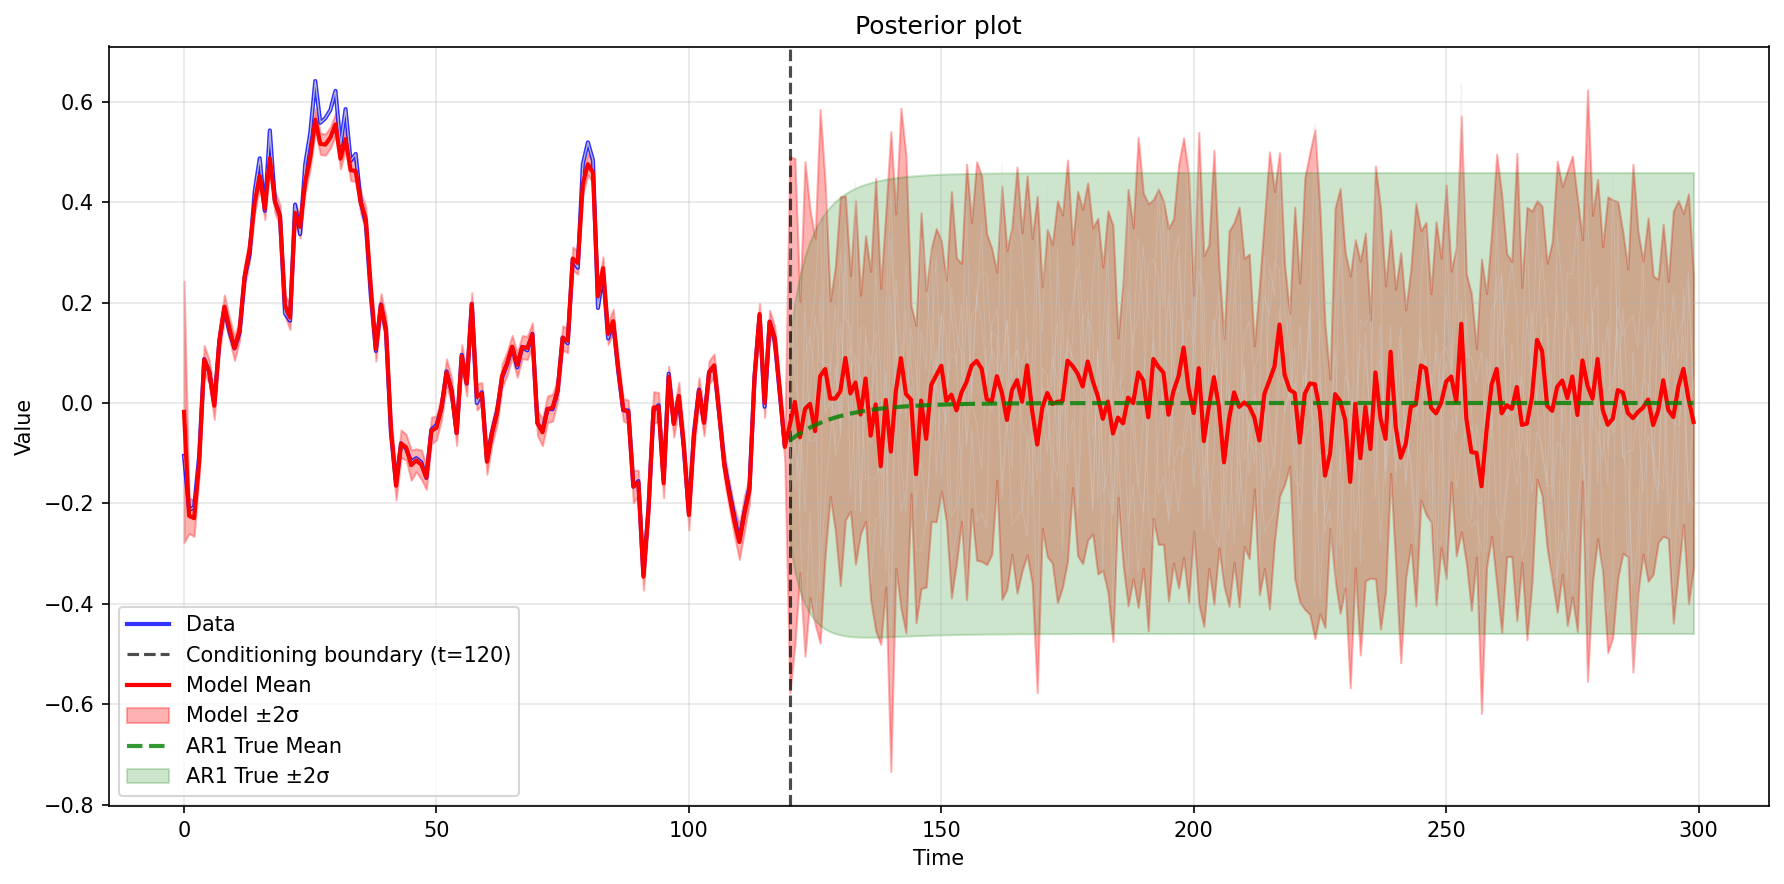 Posterior plot
Value
0.6
0.4
0.2
0.0
−0.2
−0.4
−0.6
−0.8
Data
Conditioning boundary (t=120)
Model Mean
Model ±2σ
AR1 True Mean
AR1 True ±2σ
0 50 100 150 200 250 300
Time